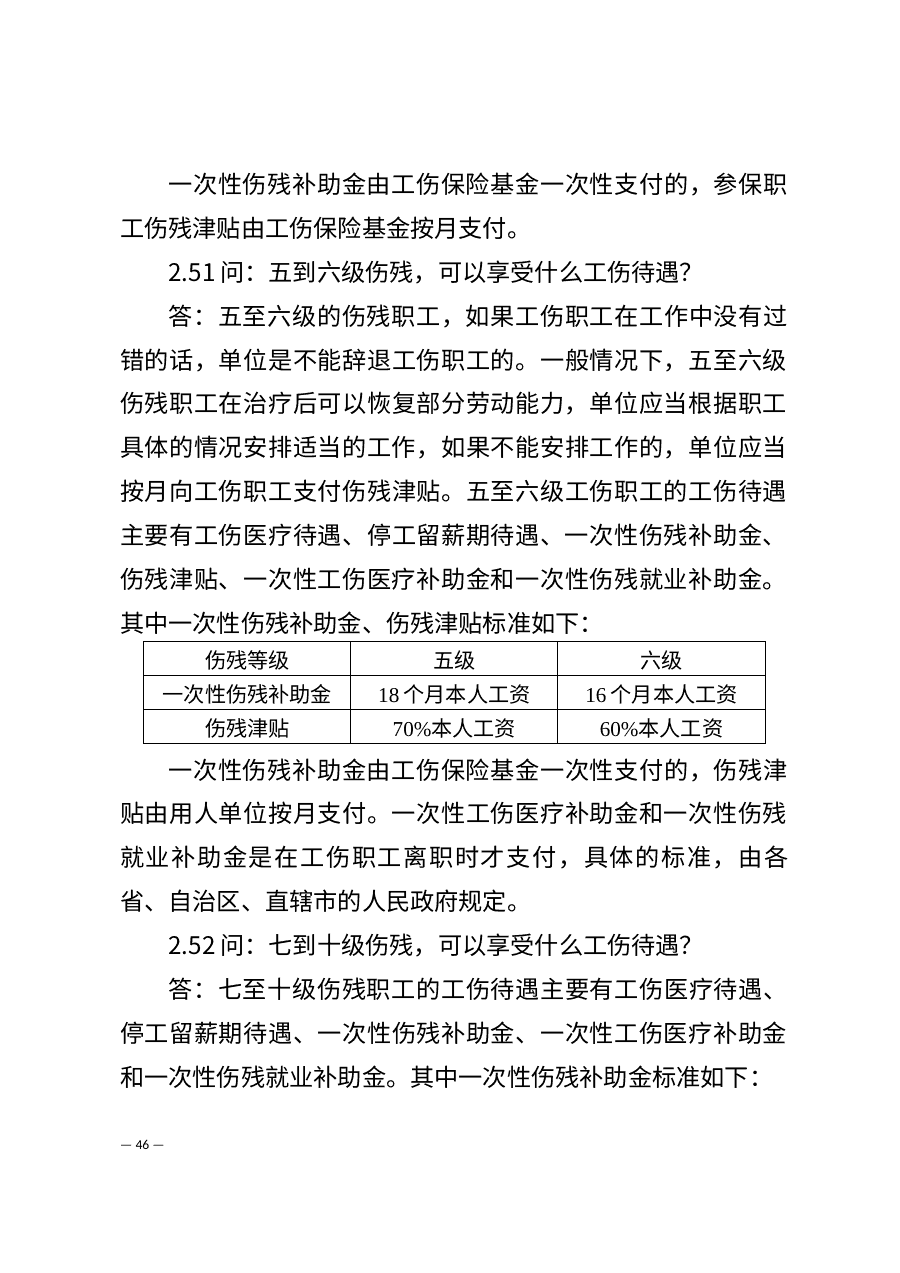 一次性伤残补助金由工伤保险基金一次性支付的，参保职
工伤残津贴由工伤保险基金按月支付。
2.51 问：五到六级伤残，可以享受什么工伤待遇？
答：五至六级的伤残职工，如果工伤职工在工作中没有过
错的话，单位是不能辞退工伤职工的。一般情况下，五至六级
伤残职工在治疗后可以恢复部分劳动能力，单位应当根据职工
具体的情况安排适当的工作，如果不能安排工作的，单位应当
按月向工伤职工支付伤残津贴。五至六级工伤职工的工伤待遇
主要有工伤医疗待遇、停工留薪期待遇、一次性伤残补助金、
伤残津贴、一次性工伤医疗补助金和一次性伤残就业补助金。
其中一次性伤残补助金、伤残津贴标准如下：
伤残等级 五级 六级
一次性伤残补助金 18 个月本人工资 16 个月本人工资
伤残津贴 70%本人工资 60%本人工资
一次性伤残补助金由工伤保险基金一次性支付的，伤残津
贴由用人单位按月支付。一次性工伤医疗补助金和一次性伤残
就业补助金是在工伤职工离职时才支付，具体的标准，由各
省、自治区、直辖市的人民政府规定。
2.52 问：七到十级伤残，可以享受什么工伤待遇？
答：七至十级伤残职工的工伤待遇主要有工伤医疗待遇、
停工留薪期待遇、一次性伤残补助金、一次性工伤医疗补助金
和一次性伤残就业补助金。其中一次性伤残补助金标准如下：
— 46 —